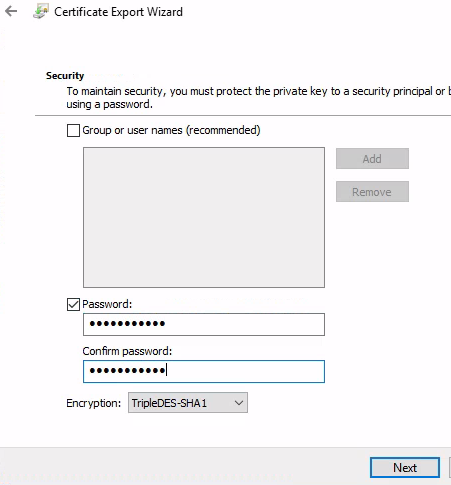 Certificate Export Wizard
Security
To maintain security, you must protect the private key to a security principal or
using a password.
Group or user names (recommended)
Add
Remove
Password:
●●●●●●●●●●●
Confirm password:
●●●●●●●●●●●
Encryption: TripleDES-SHA1
Next